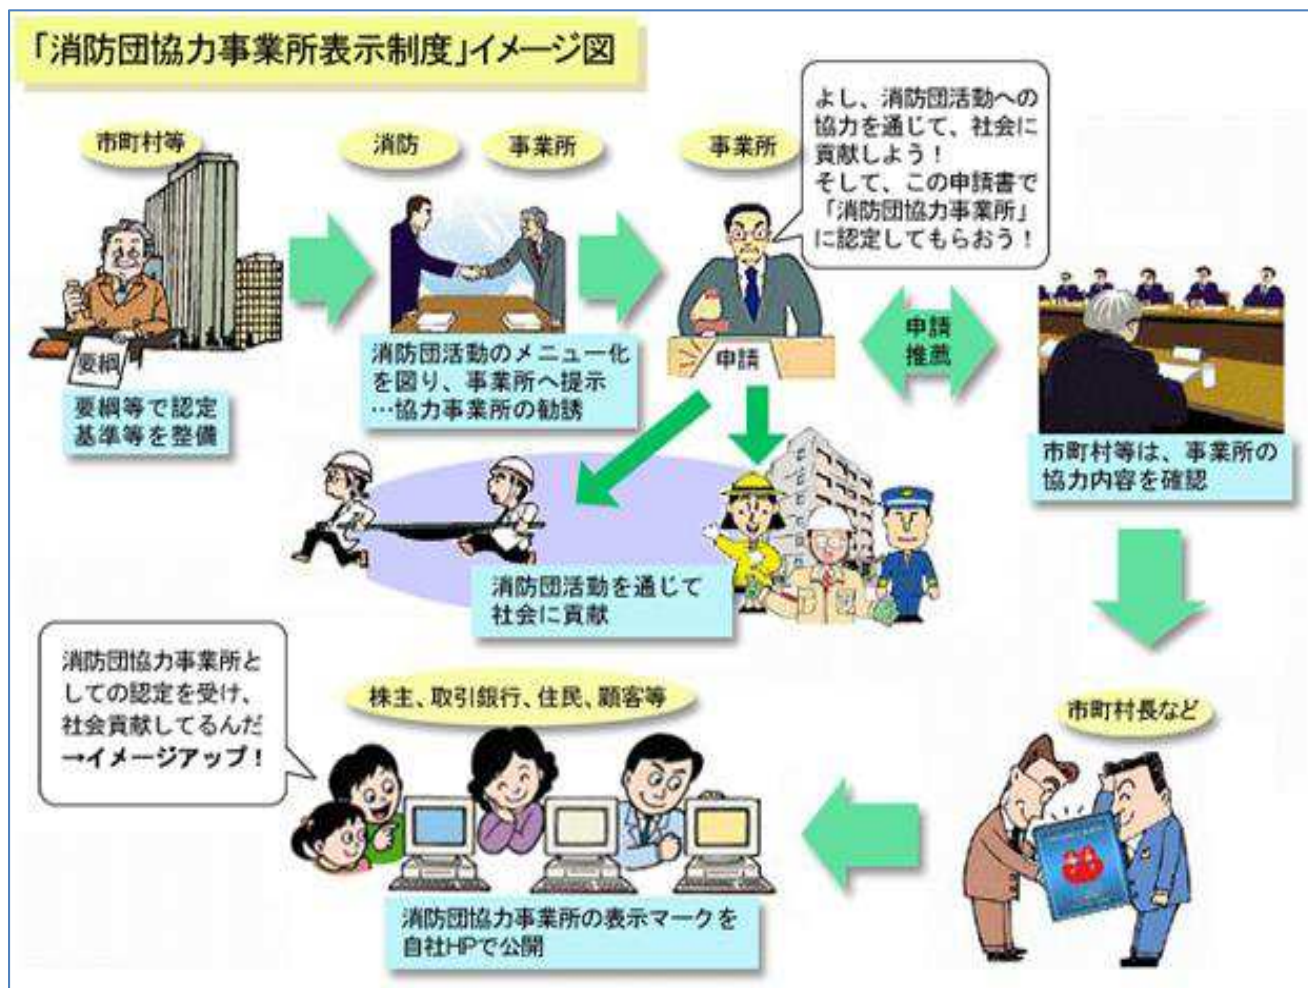 「消防団協力事業所表示制度」イメージ図
市町村等
要綱
要綱等で認定
基準等を整備
消防
事業所
消防団活動のメニュー化
を図り、事業所へ提示
…協力事業所の勧誘
事業所
よし、消防団活動への
協力を通じて、社会に
貢献しよう！
そして、この申請書で
「消防団協力事業所」
に認定してもらおう！
申請
申請
推薦
市町村等は、事業所の
協力内容を確認
消防団活動を通じて
社会に貢献
市町村長など
株主、取引銀行、住民、顧客等
消防団協力事業所と
しての認定を受け、
社会貢献してるんだ
→イメージアップ！
消防団協力事業所の表示マークを
自社HPで公開